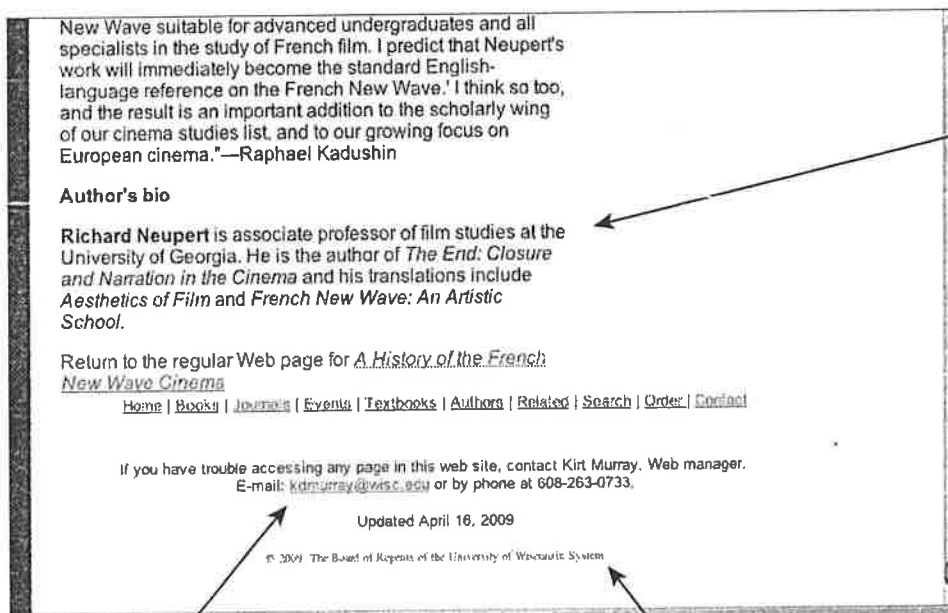 New Wave suitable for advanced undergraduates and all
specialists in the study of French film. I predict that Neupert's
work will immediately become the standard English-
language reference on the French New Wave.' I think so too,
and the result is an important addition to the scholarly wing
of our cinema studies list, and to our growing focus on
European cinema."—Raphael Kadushin
Author's bio
Richard Neupert is associate professor of film studies at the
University of Georgia. He is the author of The End: Closure
and Narration in the Cinema and his translations include
Aesthetics of Film and French New Wave: An Artistic
School.
Return to the regular Web page for A History of the French
New Wave Cinema
Home | Books | Journals | Events | Textbooks | Authors | Related | Search | Order | Contact
If you have trouble accessing any page in this web site, contact Kirt Murray, Web manager.
E-mail: kdmurray@wisc.edu or by phone at 608-263-0733.
Updated April 16, 2009
© 2009 The Board of Regents of the University of Wisconsin System